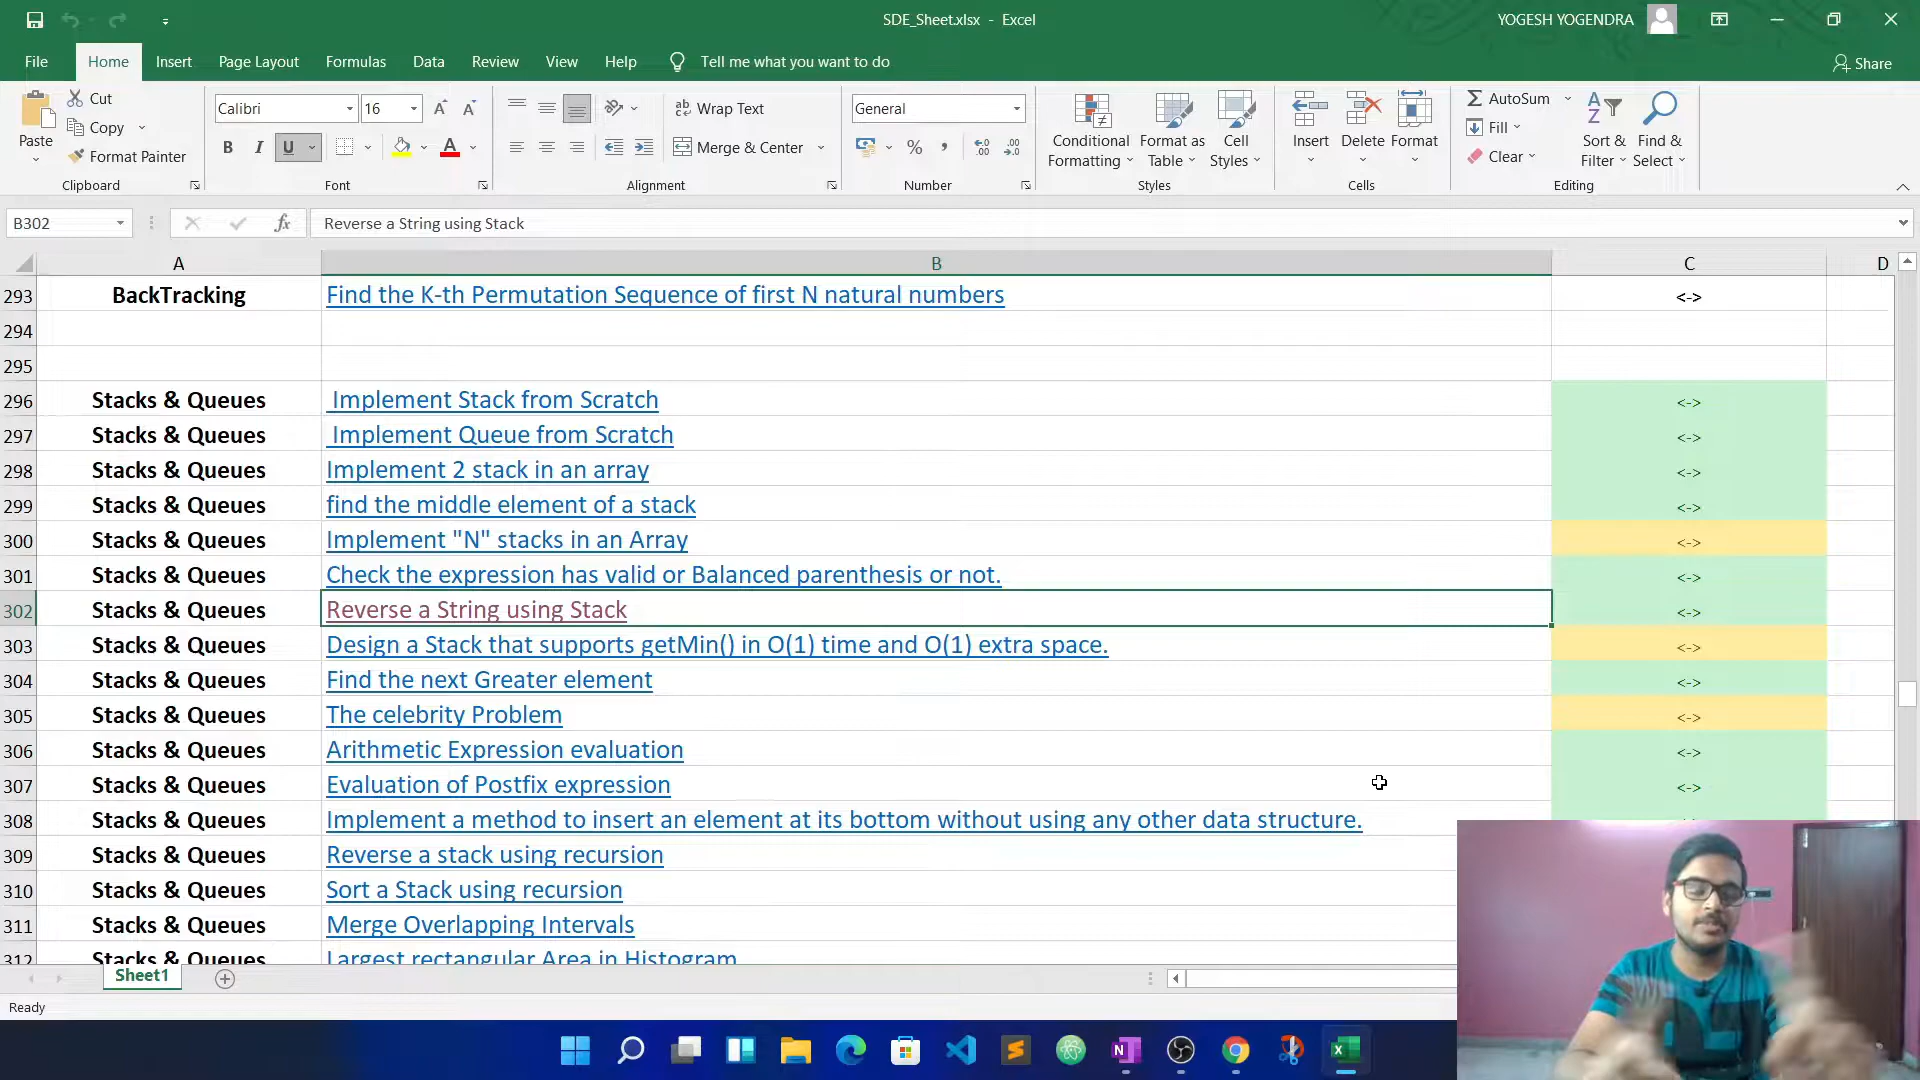 SDE_Sheet.xlsx - Excel
YOGESH YOGENDRA
File Home Insert Page Layout Formulas Data Review View Help Tell me what you want to do Share
Paste
Cut
Copy
Format Painter
Clipboard
Calibri 16
B I U
Font
Wrap Text
Merge & Center
Alignment
General
% ,
Number
Conditional Formatting
Format as Table
Cell Styles
Styles
Insert Delete Format
Cells
AutoSum
Fill
Clear
Sort & Filter
Find & Select
Editing
B302 fx Reverse a String using Stack
A B C D
293 BackTracking Find the K-th Permutation Sequence of first N natural numbers <->
294
295
296 Stacks & Queues Implement Stack from Scratch <->
297 Stacks & Queues Implement Queue from Scratch <->
298 Stacks & Queues Implement 2 stack in an array <->
299 Stacks & Queues find the middle element of a stack <->
300 Stacks & Queues Implement "N" stacks in an Array <->
301 Stacks & Queues Check the expression has valid or Balanced parenthesis or not. <->
302 Stacks & Queues Reverse a String using Stack <->
303 Stacks & Queues Design a Stack that supports getMin() in O(1) time and O(1) extra space. <->
304 Stacks & Queues Find the next Greater element <->
305 Stacks & Queues The celebrity Problem <->
306 Stacks & Queues Arithmetic Expression evaluation <->
307 Stacks & Queues Evaluation of Postfix expression <->
308 Stacks & Queues Implement a method to insert an element at its bottom without using any other data structure.
309 Stacks & Queues Reverse a stack using recursion
310 Stacks & Queues Sort a Stack using recursion
311 Stacks & Queues Merge Overlapping Intervals
312 Stacks & Queues Largest rectangular Area in Histogram
Sheet1
Ready